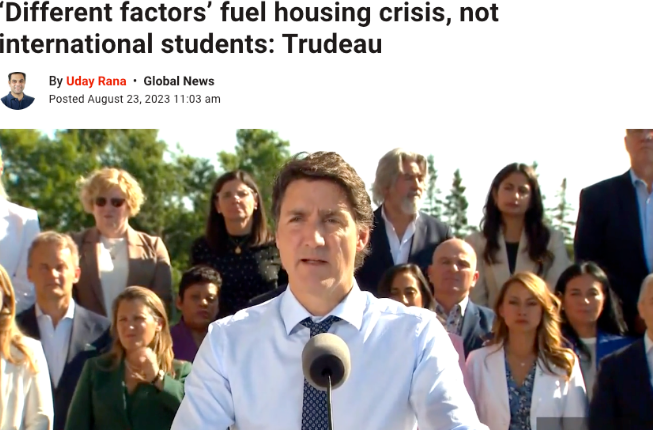 ‘Different factors’ fuel housing crisis, not
international students: Trudeau
By Uday Rana • Global News
Posted August 23, 2023 11:03 am